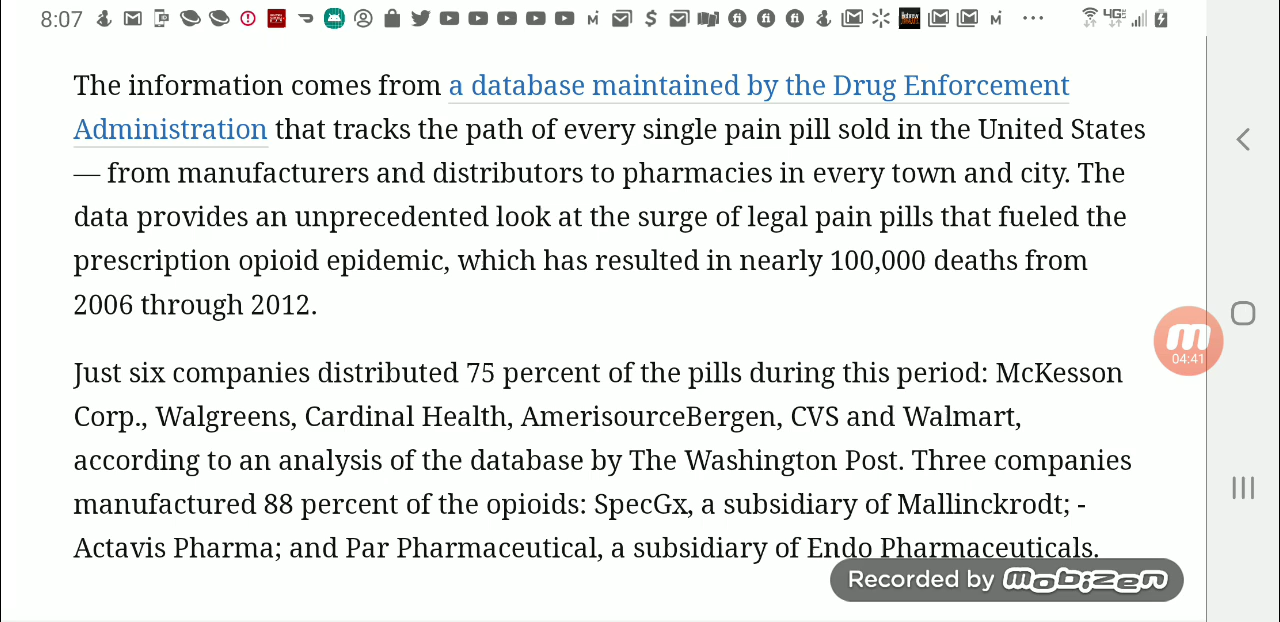 8:07
4G
The information comes from a database maintained by the Drug Enforcement
Administration that tracks the path of every single pain pill sold in the United States
— from manufacturers and distributors to pharmacies in every town and city. The
data provides an unprecedented look at the surge of legal pain pills that fueled the
prescription opioid epidemic, which has resulted in nearly 100,000 deaths from
2006 through 2012.
04:41
Just six companies distributed 75 percent of the pills during this period: McKesson
Corp., Walgreens, Cardinal Health, AmerisourceBergen, CVS and Walmart,
according to an analysis of the database by The Washington Post. Three companies
manufactured 88 percent of the opioids: SpecGx, a subsidiary of Mallinckrodt; -
Actavis Pharma; and Par Pharmaceutical, a subsidiary of Endo Pharmaceuticals.
Recorded by mobizen